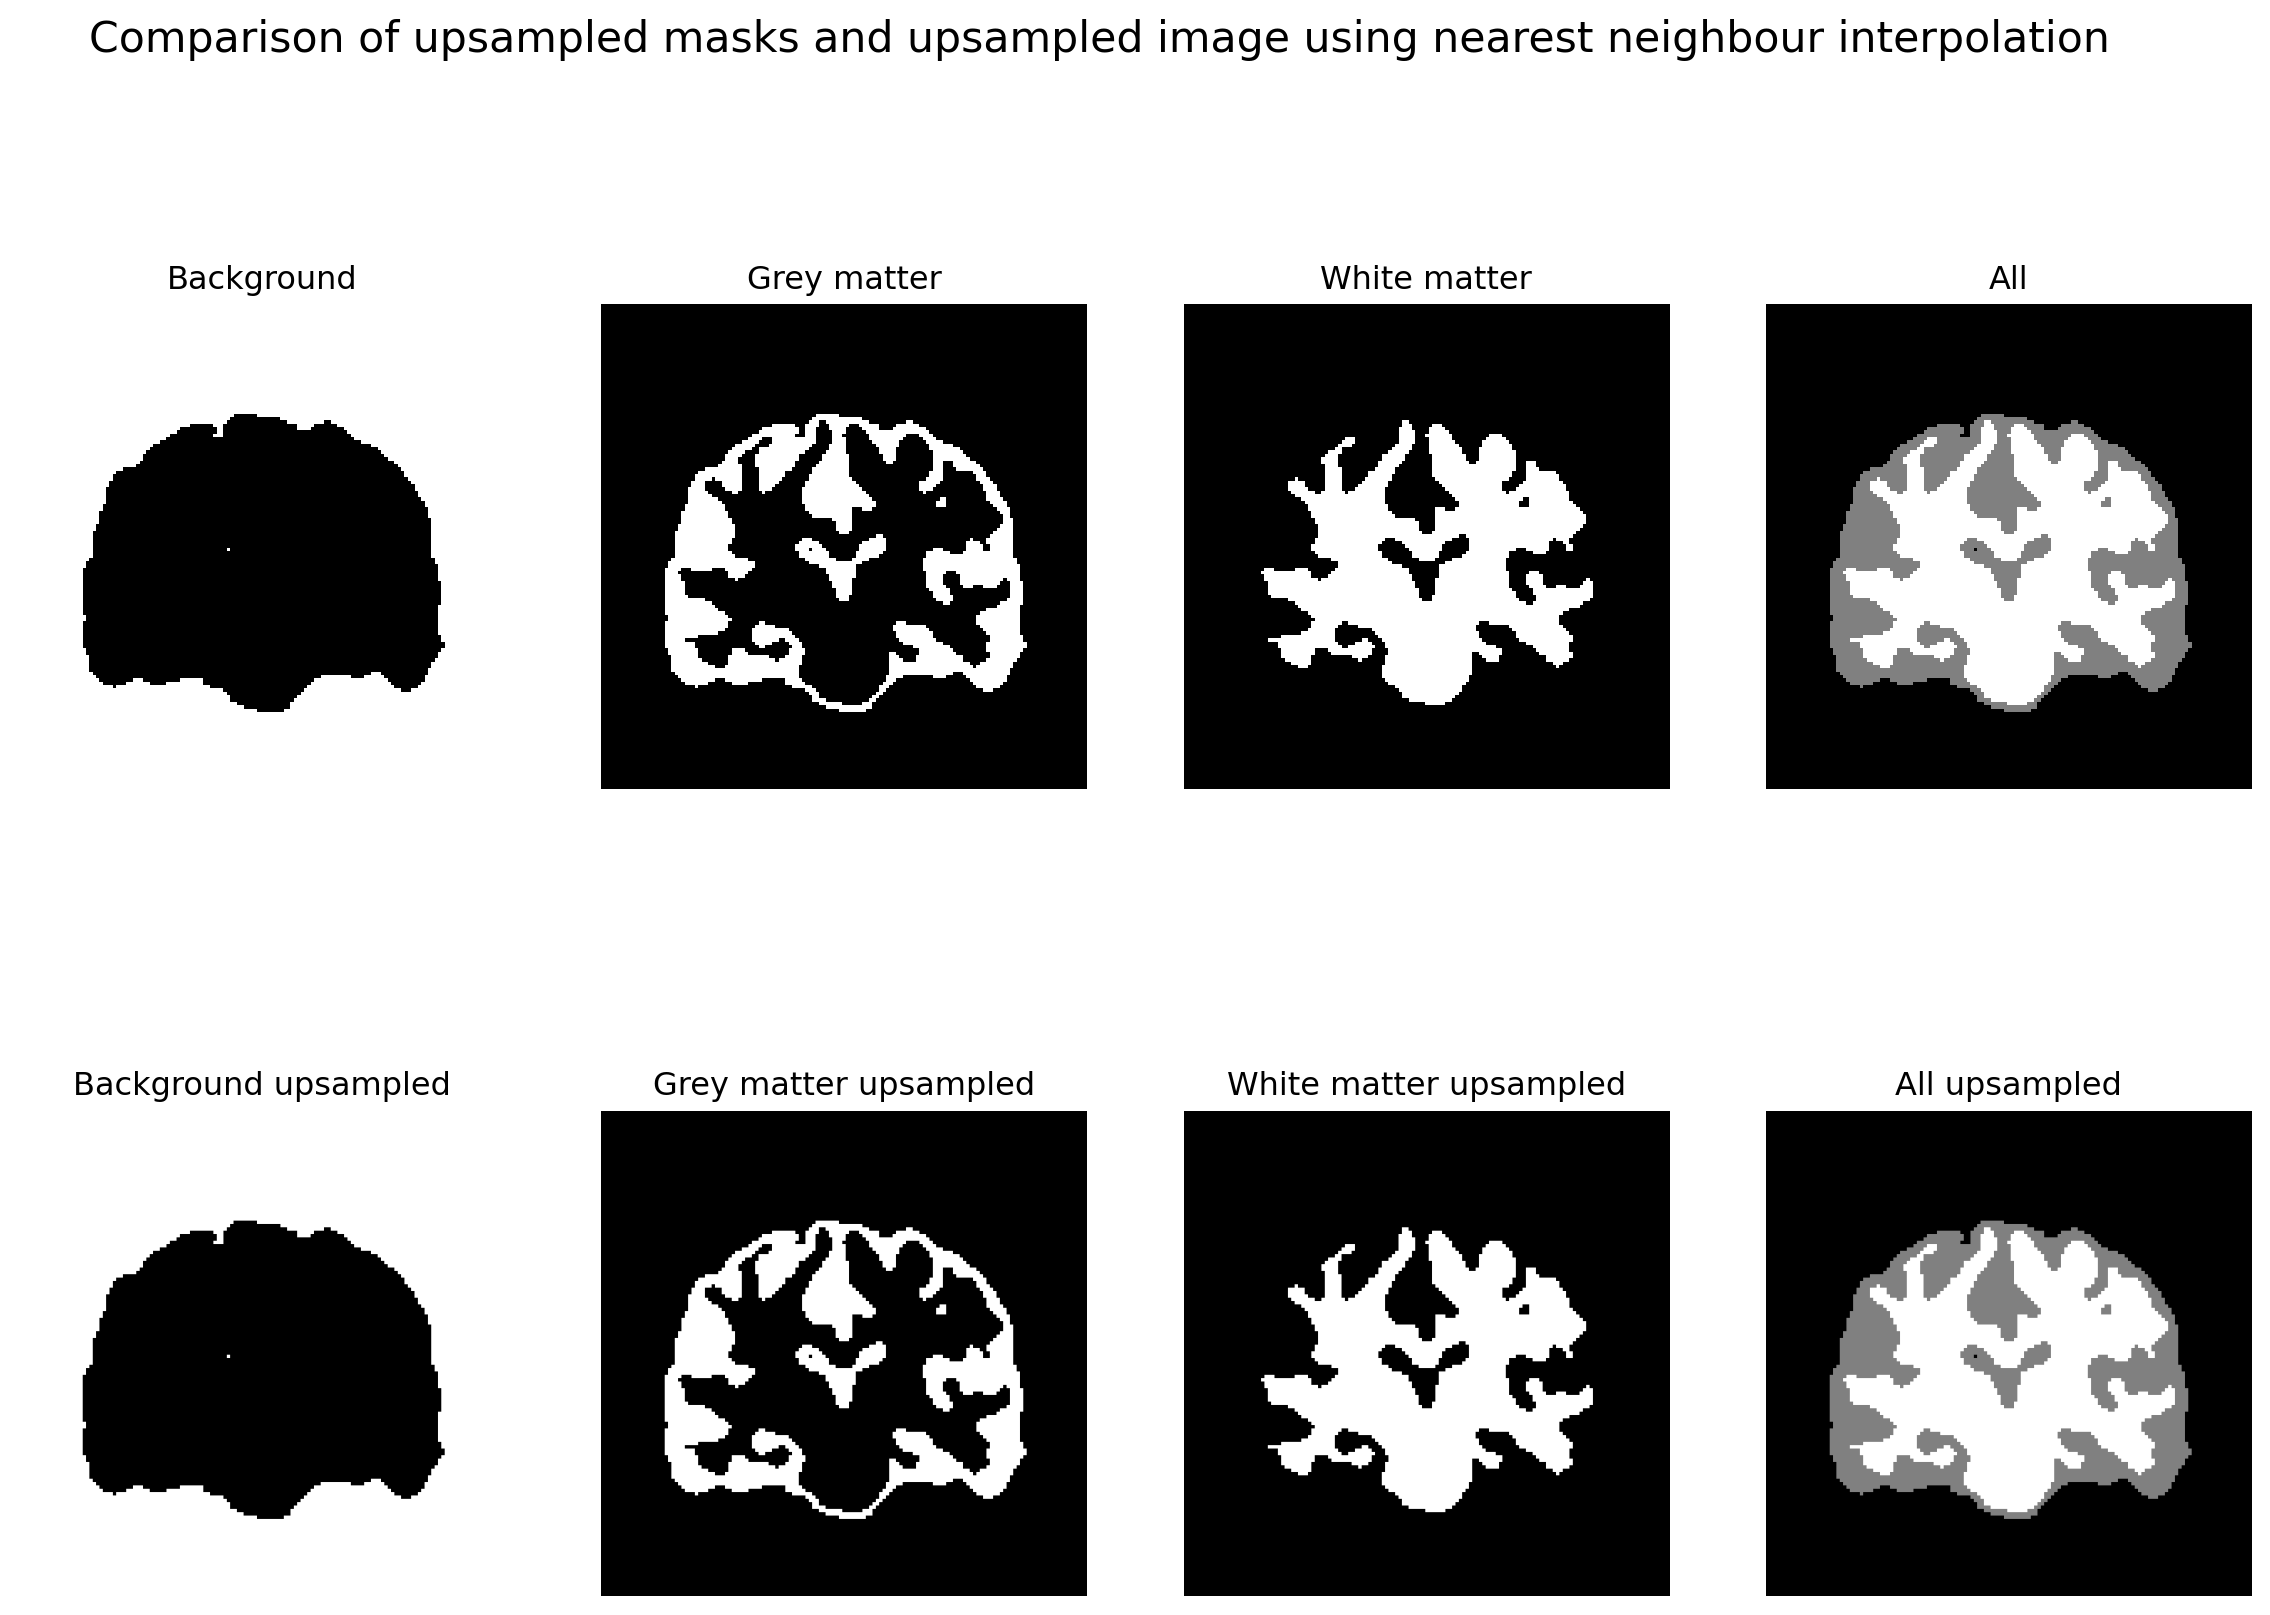 Comparison of upsampled masks and upsampled image using nearest neighbour interpolation
Background
Grey matter
White matter
All
Background upsampled
Grey matter upsampled
White matter upsampled
All upsampled